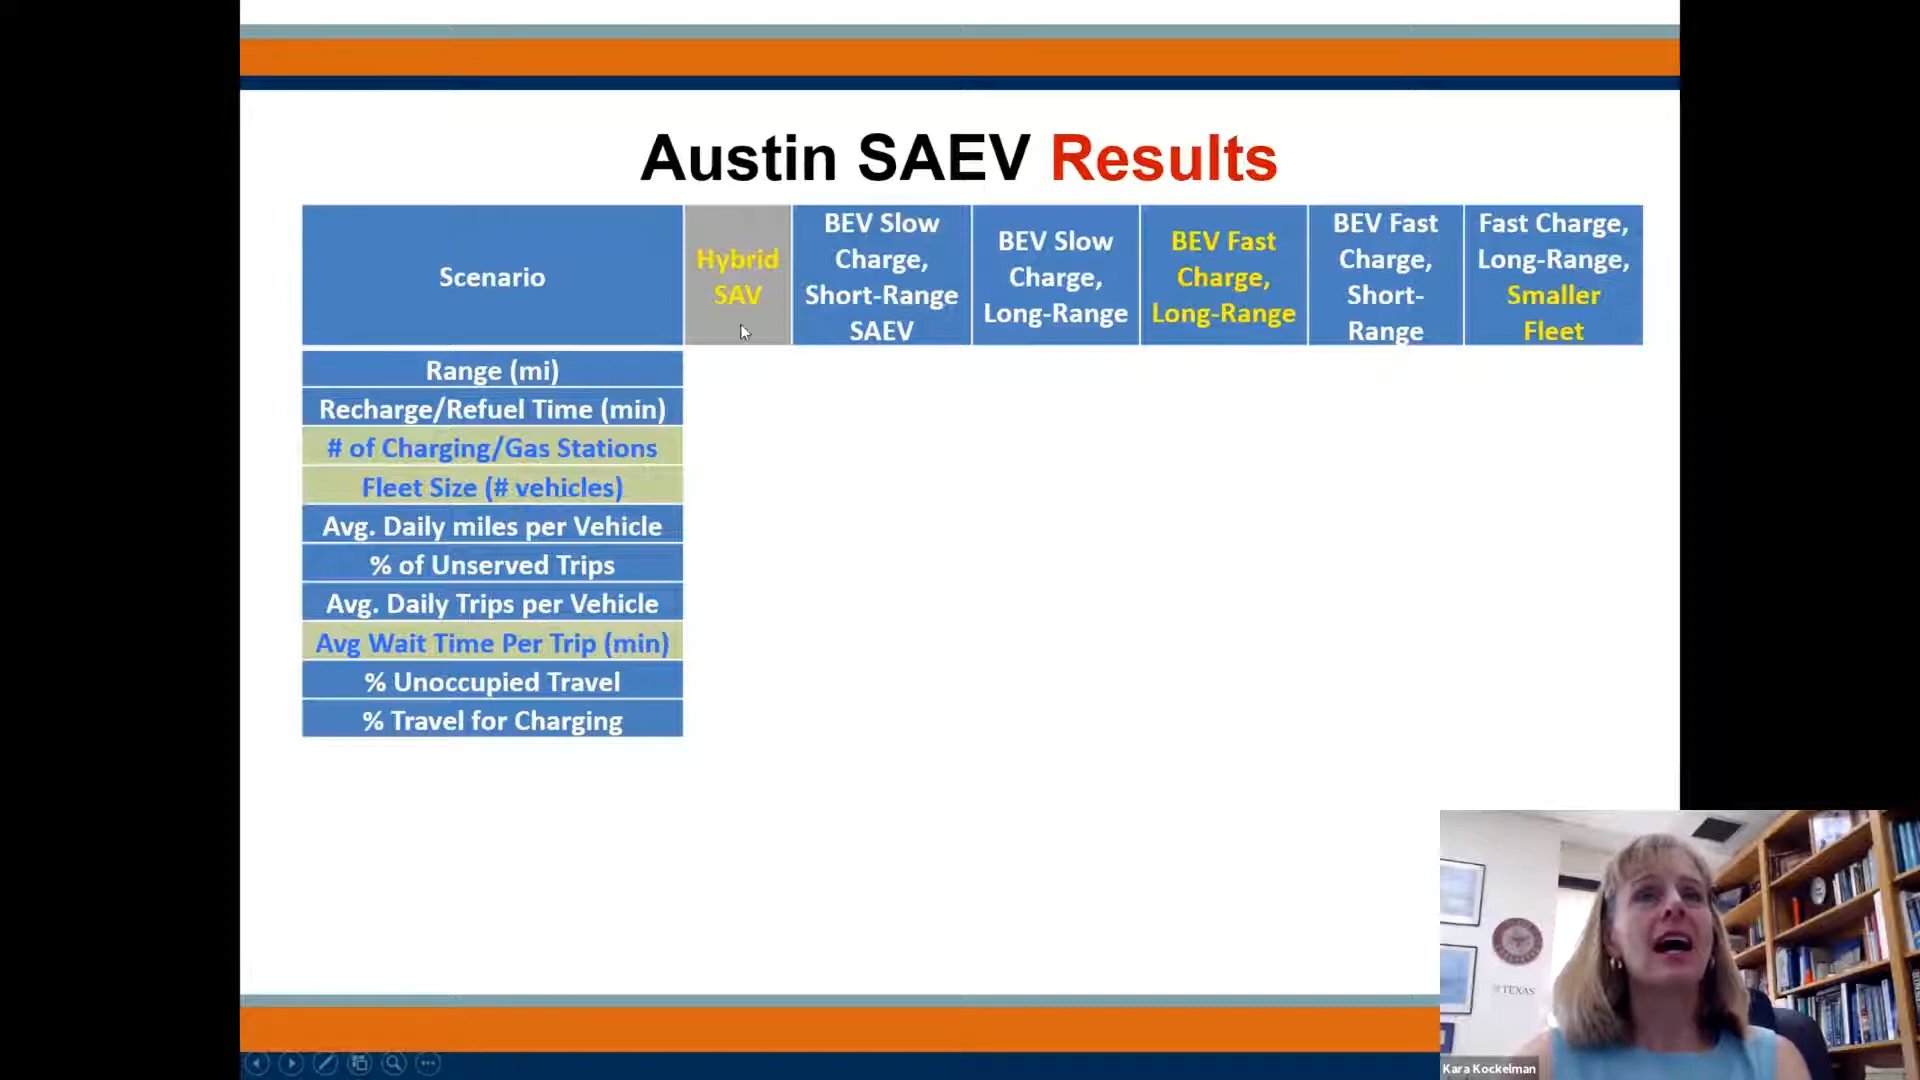 Austin SAEV Results
Scenario
Hybrid
SAV
BEV Slow
Charge,
Short-Range
SAEV
BEV Slow
Charge,
Long-Range
BEV Fast
Charge,
Long-Range
BEV Fast
Charge,
Short-
Range
Fast Charge,
Long-Range,
Smaller
Fleet
Range (mi)
Recharge/Refuel Time (min)
# of Charging/Gas Stations
Fleet Size (# vehicles)
Avg. Daily miles per Vehicle
% of Unserved Trips
Avg. Daily Trips per Vehicle
Avg Wait Time Per Trip (min)
% Unoccupied Travel
% Travel for Charging
TEXAS
Kara Kockelman